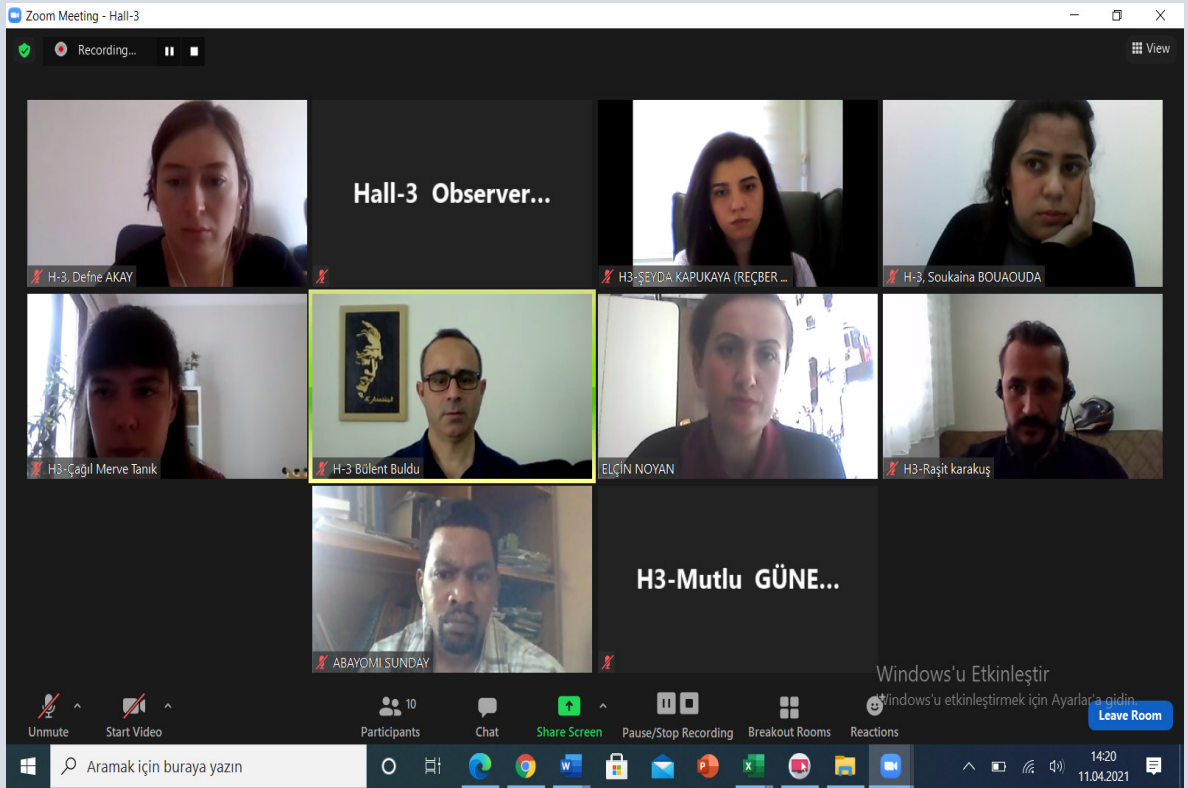 Zoom Meeting - Hall-3
Recording...
View
Hall-3 Observer...
H-3, Defne AKAY
H3-ŞEYDA KAPUKAYA (REÇBER ...
H-3, Soukaina BOUAOUDA
H3-Çağıl Merve Tanık
H-3 Bülent Buldu
ELÇİN NOYAN
H3-Raşit karakuş
H3-Mutlu GÜNE...
ABAYOMI SUNDAY
Windows'u Etkinleştir
Windows'u etkinleştirmek için Ayarlar'a gidin.
10
Unmute
Start Video
Participants
Chat
Share Screen
Pause/Stop Recording
Breakout Rooms
Reactions
Leave Room
Aramak için buraya yazın
14:20
11.04.2021